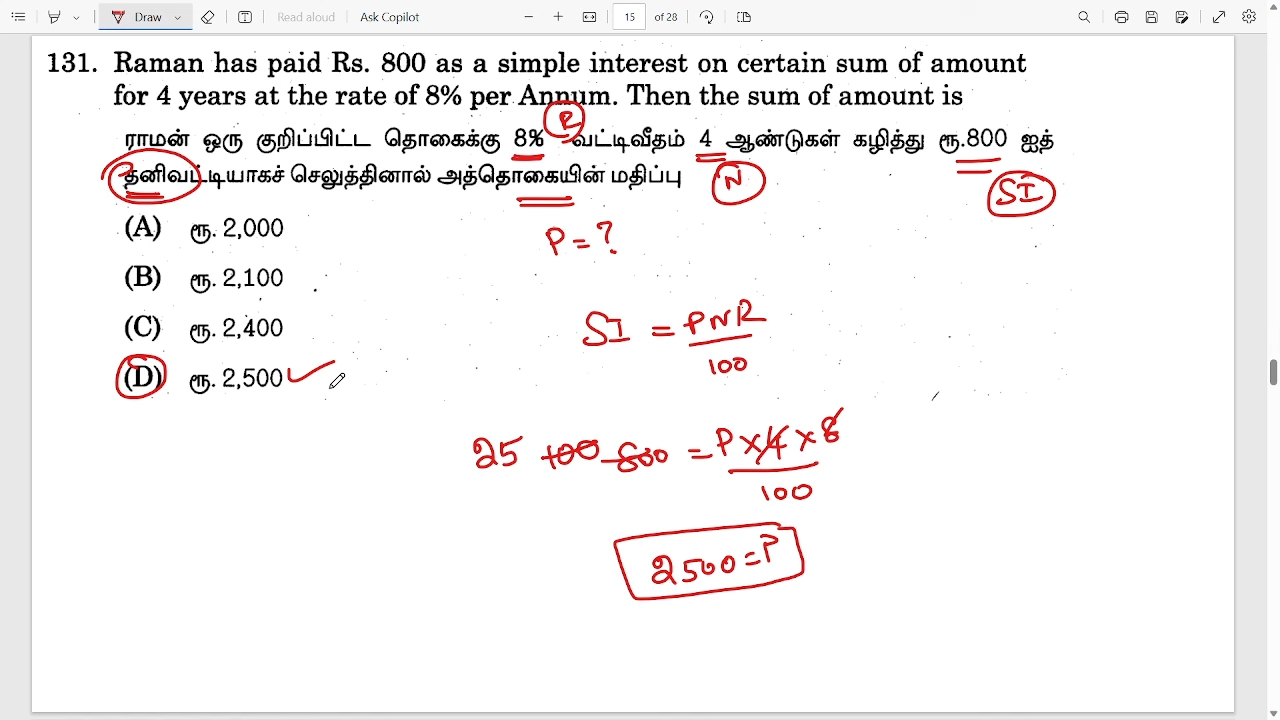 Draw Read aloud Ask Copilot 15 of 28
131. Raman has paid Rs. 800 as a simple interest on certain sum of amount
for 4 years at the rate of 8% per Annum. Then the sum of amount is
R
ராமன் ஒரு குறிப்பிட்ட தொகைக்கு 8% வட்டிவீதம் 4 ஆண்டுகள் கழித்து ரூ.800 ஐத்
தனிவட்டியாகச் செலுத்தினால் அத்தொகையின் மதிப்பு N SI
(A) ரூ. 2,000
P = ?
(B) ரூ. 2,100
(C) ரூ. 2,400
SI = PNR
100
(D) ரூ. 2,500
25 100 800 = P x 4 x 8
100
2500 = P